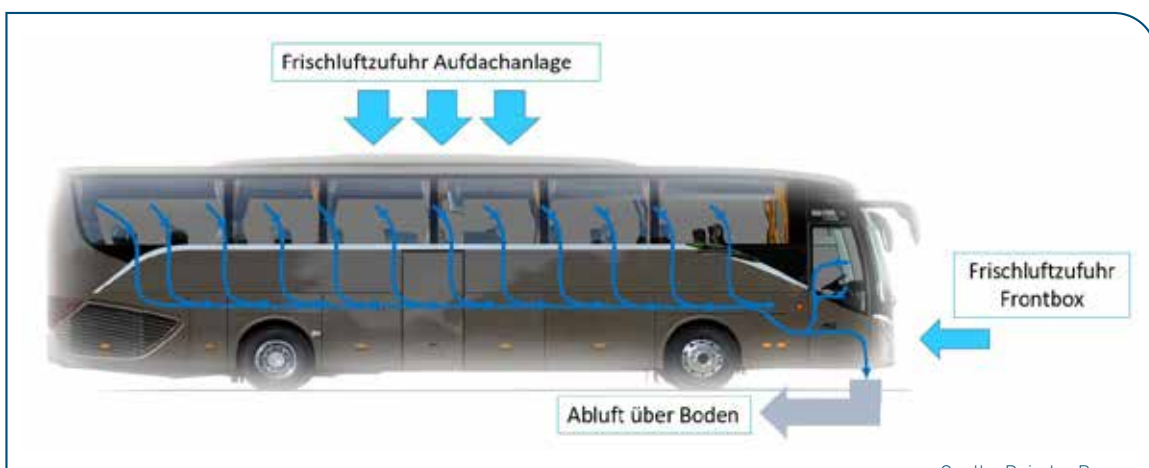 Frischluftzufuhr Aufdachanlage
Frischluftzufuhr
Frontbox
Abluft über Boden